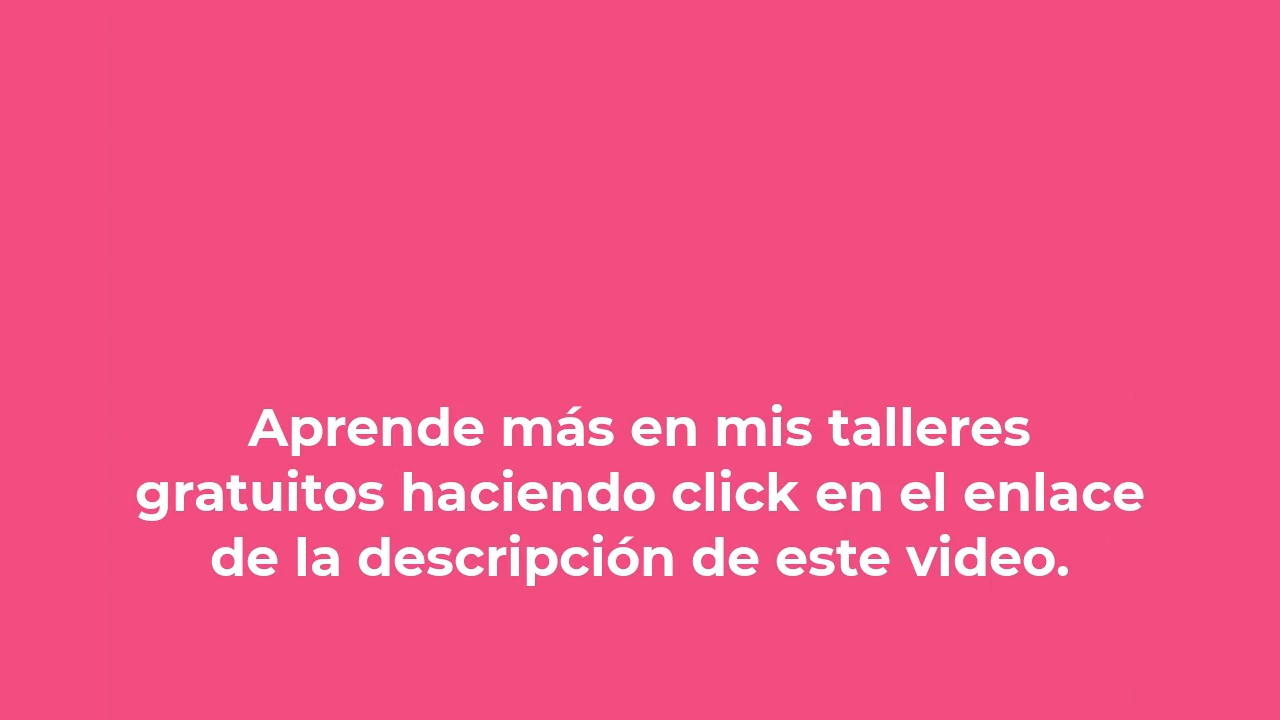 Aprende más en mis talleres
gratuitos haciendo click en el enlace
de la descripción de este video.